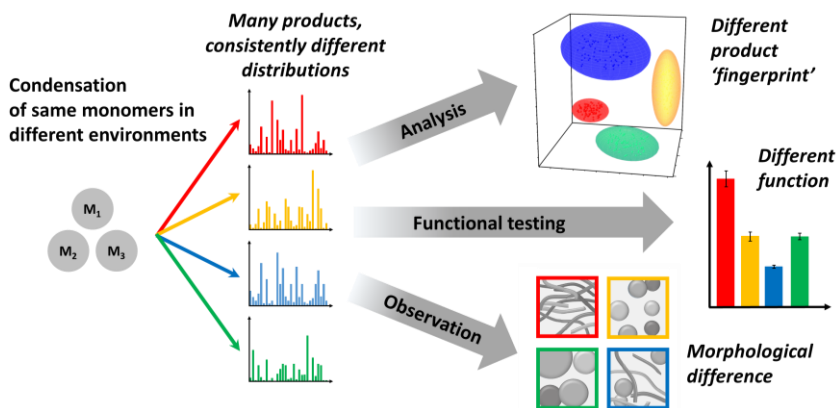 Condensation
of same monomers in
different environments
M1
M2
M3
Many products,
consistently different
distributions
Analysis
Functional testing
Observation
Different
product
‘fingerprint’
Different
function
Morphological
difference